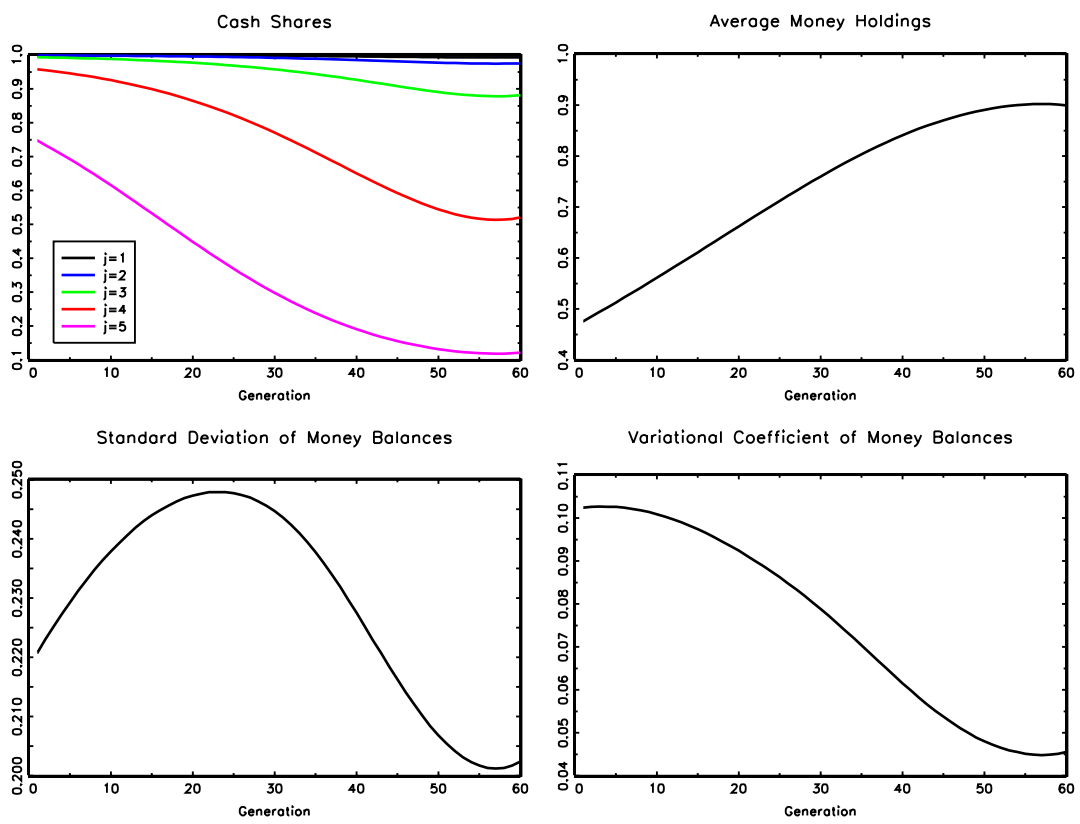 Cash Shares
1.0
0.9
0.8
0.7
0.6
0.5
0.4
0.3
0.2
0.1
j=1
j=2
j=3
j=4
j=5
0 10 20 30 40 50 60
Generation
Average Money Holdings
1.0
0.9
0.8
0.7
0.6
0.5
0.4
0 10 20 30 40 50 60
Generation
Standard Deviation of Money Balances
0.250
0.240
0.230
0.220
0.210
0.200
0 10 20 30 40 50 60
Generation
Variational Coefficient of Money Balances
0.11
0.10
0.09
0.08
0.07
0.06
0.05
0.04
0 10 20 30 40 50 60
Generation